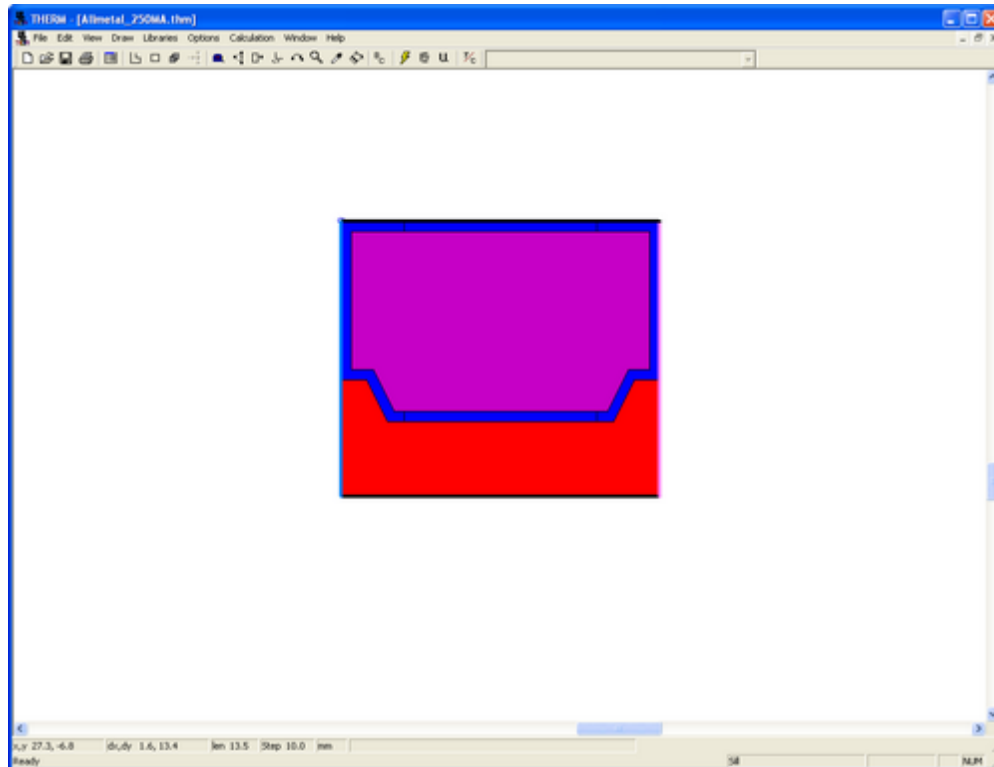 THERM - [Allmetal_250MA.thm]
File Edit View Draw Libraries Options Calculation Window Help
x,y 27.3, -6.8 dx,dy 1.6, 13.4 len 13.5 Step 10.0 mm
Ready Sill NUM